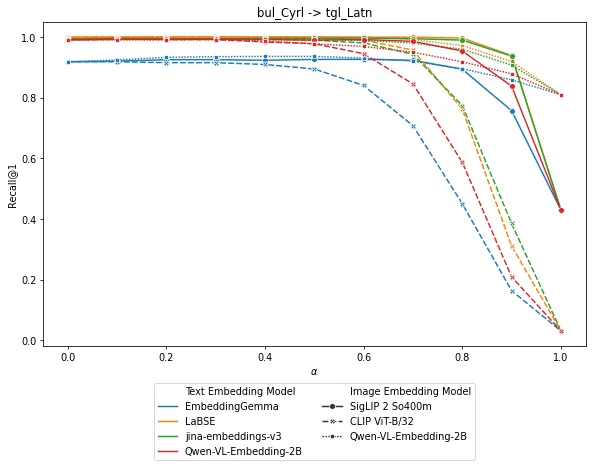 bul_Cyrl -> tgl_Latn
Recall@1
1.0
0.8
0.6
0.4
0.2
0.0
0.0 0.2 0.4 0.6 0.8 1.0
α
Text Embedding Model Image Embedding Model
EmbeddingGemma SigLIP 2 So400m
LaBSE CLIP ViT-B/32
jina-embeddings-v3 Qwen-VL-Embedding-2B
Qwen-VL-Embedding-2B